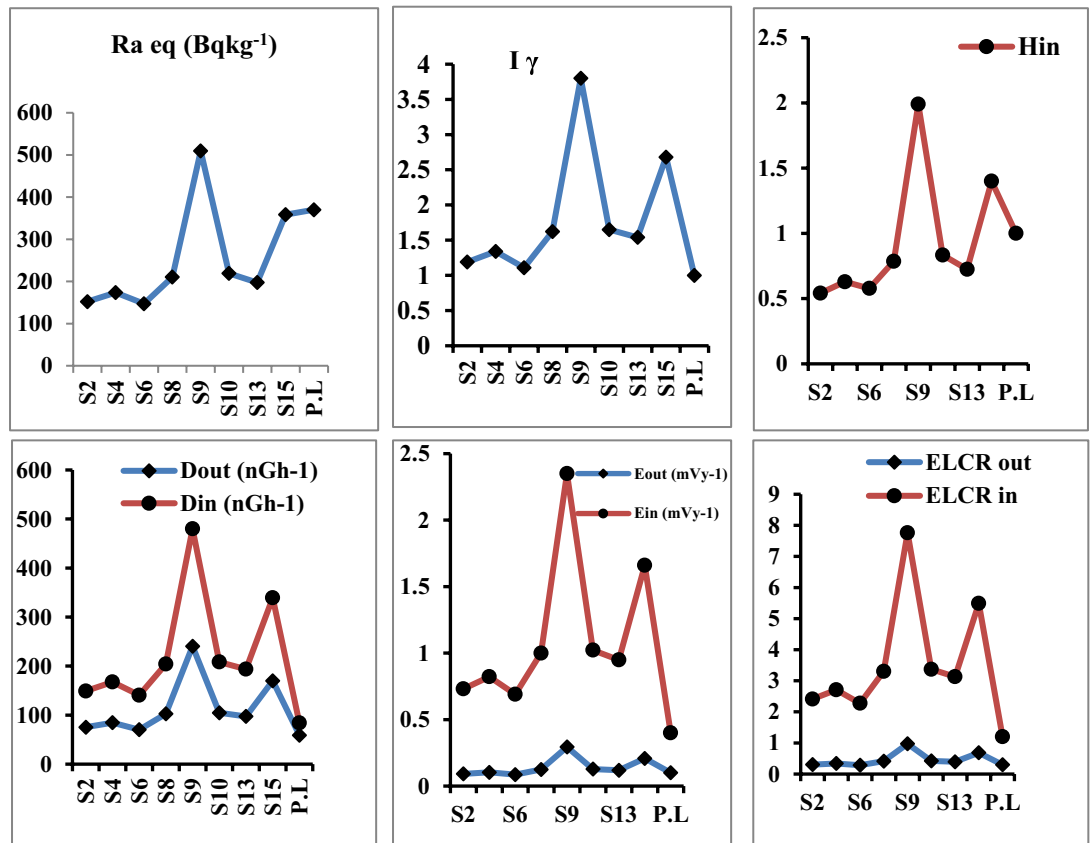 Ra eq (Bqkg-1)
600
500
400
300
200
100
0
S2
S4
S6
S8
S9
S10
S13
S15
P.L
I γ
4
3.5
3
2.5
2
1.5
1
0.5
0
S2
S4
S6
S8
S9
S10
S13
S15
P.L
Hin
2.5
2
1.5
1
0.5
0
S2 S6 S9 S13 P.L
Dout (nGh-1)
Din (nGh-1)
600
500
400
300
200
100
0
S2
S4
S6
S8
S9
S10
S13
S15
P.L
Eout (mVy-1)
Ein (mVy-1)
2.5
2
1.5
1
0.5
0
S2 S6 S9 S13 P.L
ELCR out
ELCR in
9
8
7
6
5
4
3
2
1
0
S2 S6 S9 S13 P.L